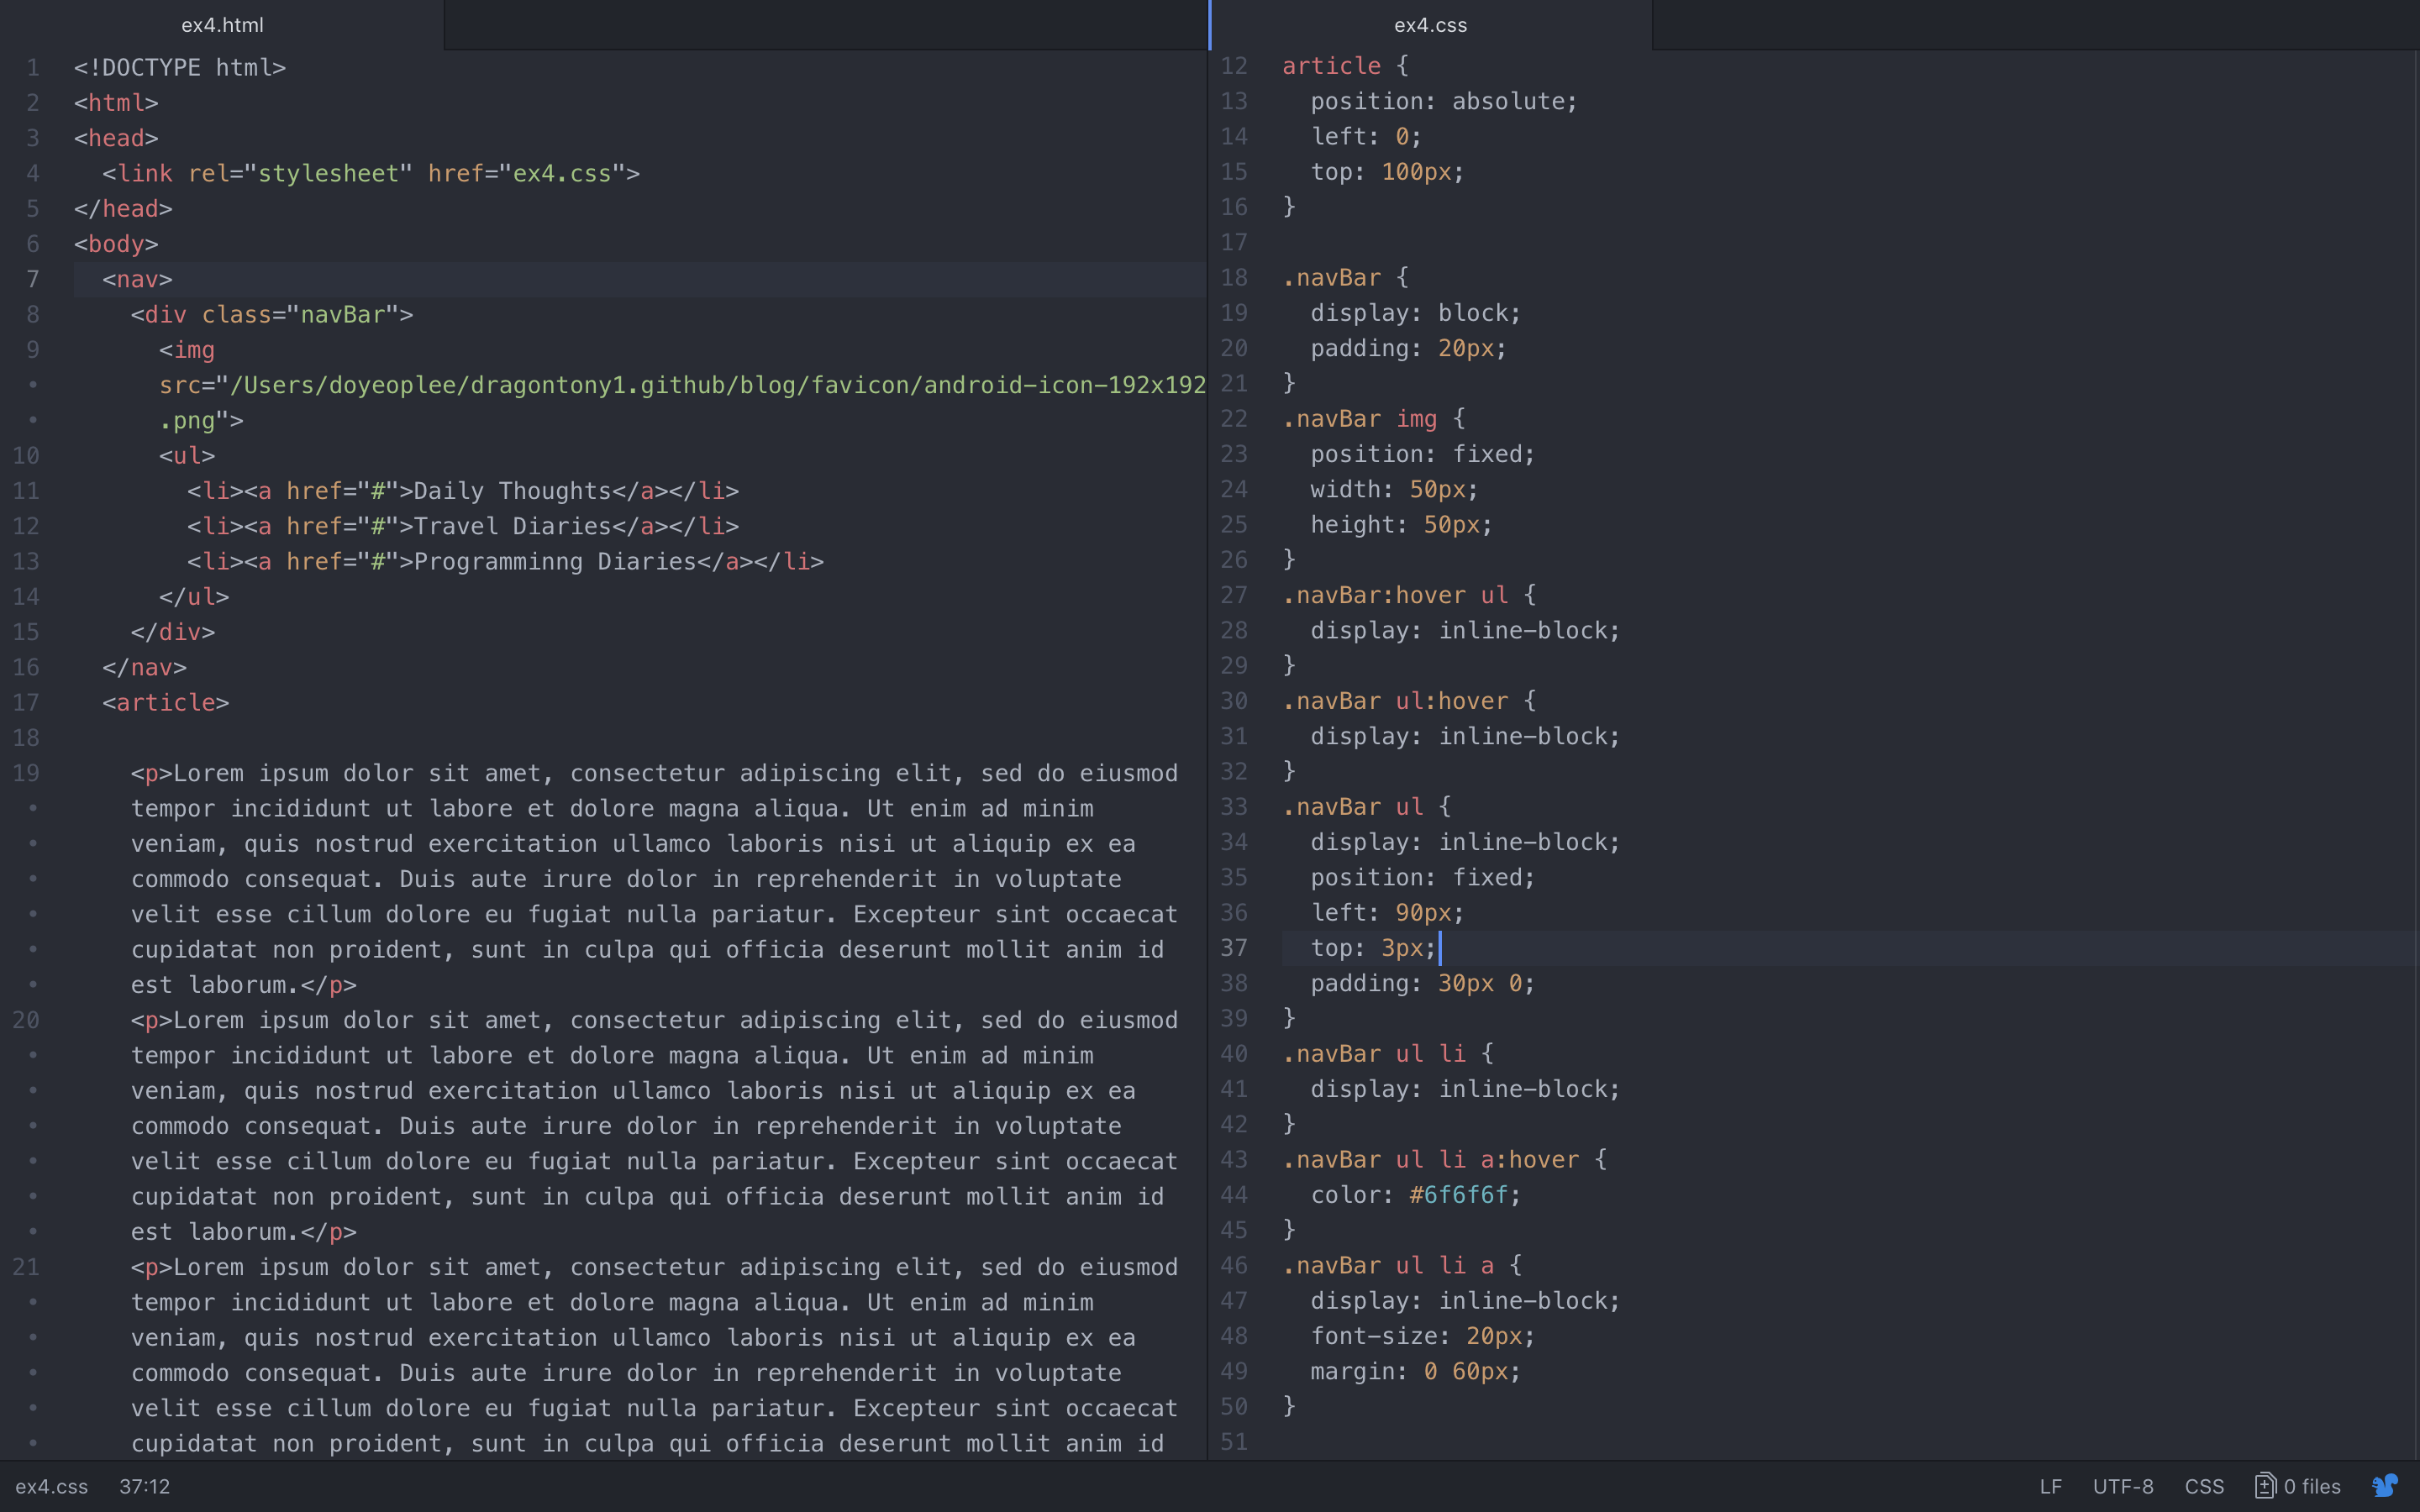 ex4.html
1 <!DOCTYPE html>
2 <html>
3 <head>
4   <link rel="stylesheet" href="ex4.css">
5 </head>
6 <body>
7   <nav>
8     <div class="navBar">
9       <img
•       src="/Users/doyeoplee/dragontony1.github/blog/favicon/android-icon-192x192
•       .png">
10       <ul>
11         <li><a href="#">Daily Thoughts</a></li>
12         <li><a href="#">Travel Diaries</a></li>
13         <li><a href="#">Programminng Diaries</a></li>
14       </ul>
15     </div>
16   </nav>
17   <article>
18
19     <p>Lorem ipsum dolor sit amet, consectetur adipiscing elit, sed do eiusmod
•     tempor incididunt ut labore et dolore magna aliqua. Ut enim ad minim
•     veniam, quis nostrud exercitation ullamco laboris nisi ut aliquip ex ea
•     commodo consequat. Duis aute irure dolor in reprehenderit in voluptate
•     velit esse cillum dolore eu fugiat nulla pariatur. Excepteur sint occaecat
•     cupidatat non proident, sunt in culpa qui officia deserunt mollit anim id
•     est laborum.</p>
20     <p>Lorem ipsum dolor sit amet, consectetur adipiscing elit, sed do eiusmod
•     tempor incididunt ut labore et dolore magna aliqua. Ut enim ad minim
•     veniam, quis nostrud exercitation ullamco laboris nisi ut aliquip ex ea
•     commodo consequat. Duis aute irure dolor in reprehenderit in voluptate
•     velit esse cillum dolore eu fugiat nulla pariatur. Excepteur sint occaecat
•     cupidatat non proident, sunt in culpa qui officia deserunt mollit anim id
•     est laborum.</p>
21     <p>Lorem ipsum dolor sit amet, consectetur adipiscing elit, sed do eiusmod
•     tempor incididunt ut labore et dolore magna aliqua. Ut enim ad minim
•     veniam, quis nostrud exercitation ullamco laboris nisi ut aliquip ex ea
•     commodo consequat. Duis aute irure dolor in reprehenderit in voluptate
•     velit esse cillum dolore eu fugiat nulla pariatur. Excepteur sint occaecat
•     cupidatat non proident, sunt in culpa qui officia deserunt mollit anim id
ex4.css
12 article {
13   position: absolute;
14   left: 0;
15   top: 100px;
16 }
17
18 .navBar {
19   display: block;
20   padding: 20px;
21 }
22 .navBar img {
23   position: fixed;
24   width: 50px;
25   height: 50px;
26 }
27 .navBar:hover ul {
28   display: inline-block;
29 }
30 .navBar ul:hover {
31   display: inline-block;
32 }
33 .navBar ul {
34   display: inline-block;
35   position: fixed;
36   left: 90px;
37   top: 3px;
38   padding: 30px 0;
39 }
40 .navBar ul li {
41   display: inline-block;
42 }
43 .navBar ul li a:hover {
44   color: #6f6f6f;
45 }
46 .navBar ul li a {
47   display: inline-block;
48   font-size: 20px;
49   margin: 0 60px;
50 }
51
ex4.css 37:12 LF UTF-8 CSS 0 files